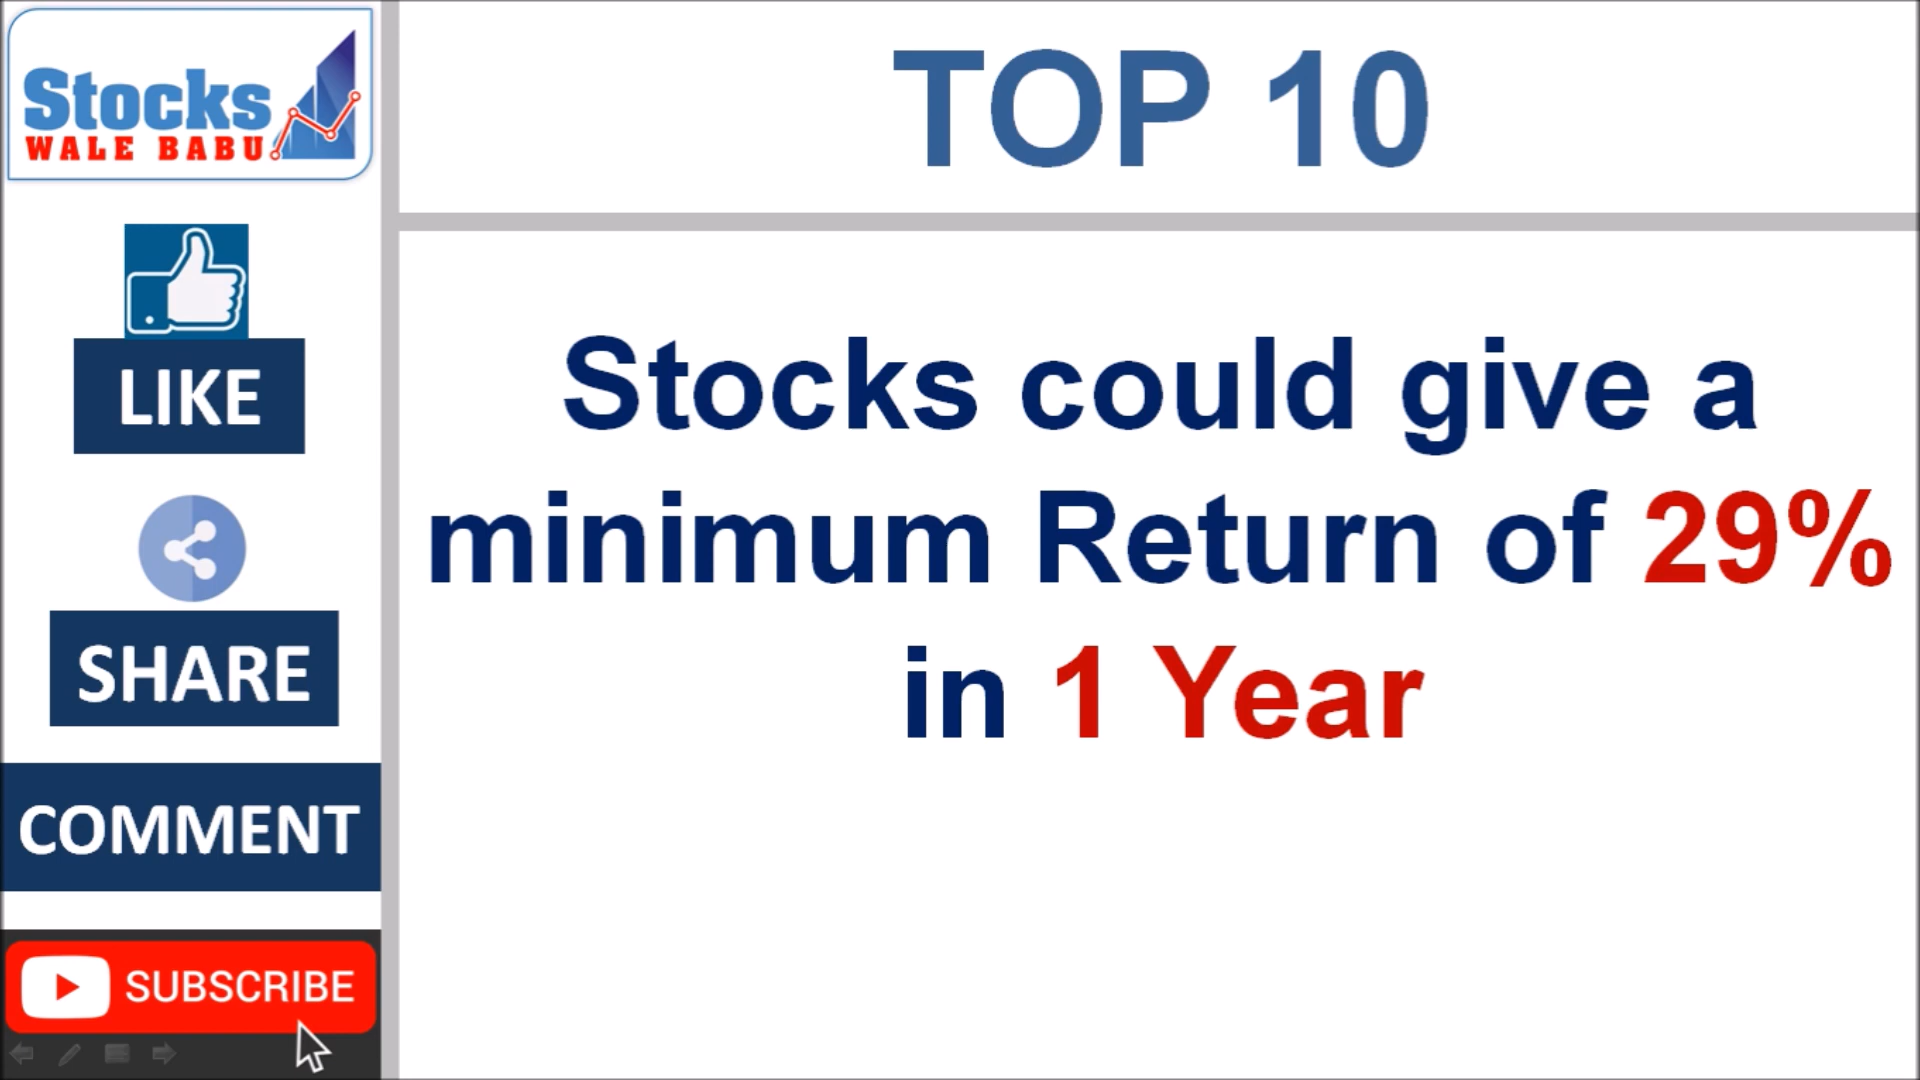 Stocks
WALE BABU
LIKE
SHARE
COMMENT
SUBSCRIBE
TOP 10
Stocks could give a
minimum Return of 29%
in 1 Year